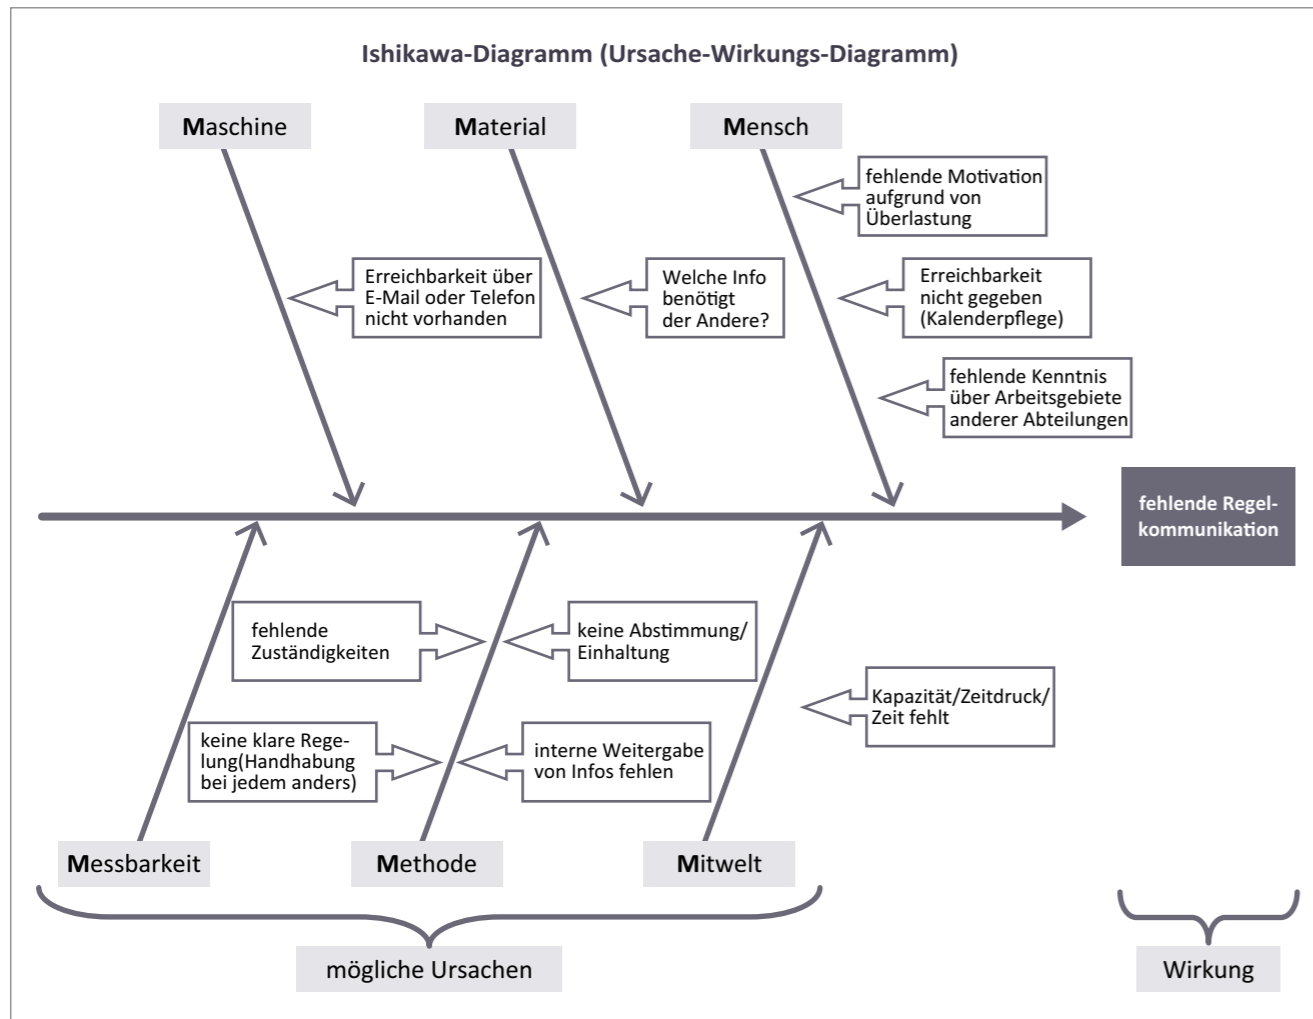 Ishikawa-Diagramm (Ursache-Wirkungs-Diagramm)
Maschine
Material
Mensch
fehlende Motivation
aufgrund von
Überlastung
Erreichbarkeit über
E-Mail oder Telefon
nicht vorhanden
Welche Info
benötigt
der Andere?
Erreichbarkeit
nicht gegeben
(Kalenderpflege)
fehlende Kenntnis
über Arbeitsgebiete
anderer Abteilungen
fehlende Regel-
kommunikation
fehlende
Zuständigkeiten
keine Abstimmung/
Einhaltung
Kapazität/Zeitdruck/
Zeit fehlt
keine klare Rege-
lung(Handhabung
bei jedem anders)
interne Weitergabe
von Infos fehlen
Messbarkeit
Methode
Mitwelt
mögliche Ursachen
Wirkung